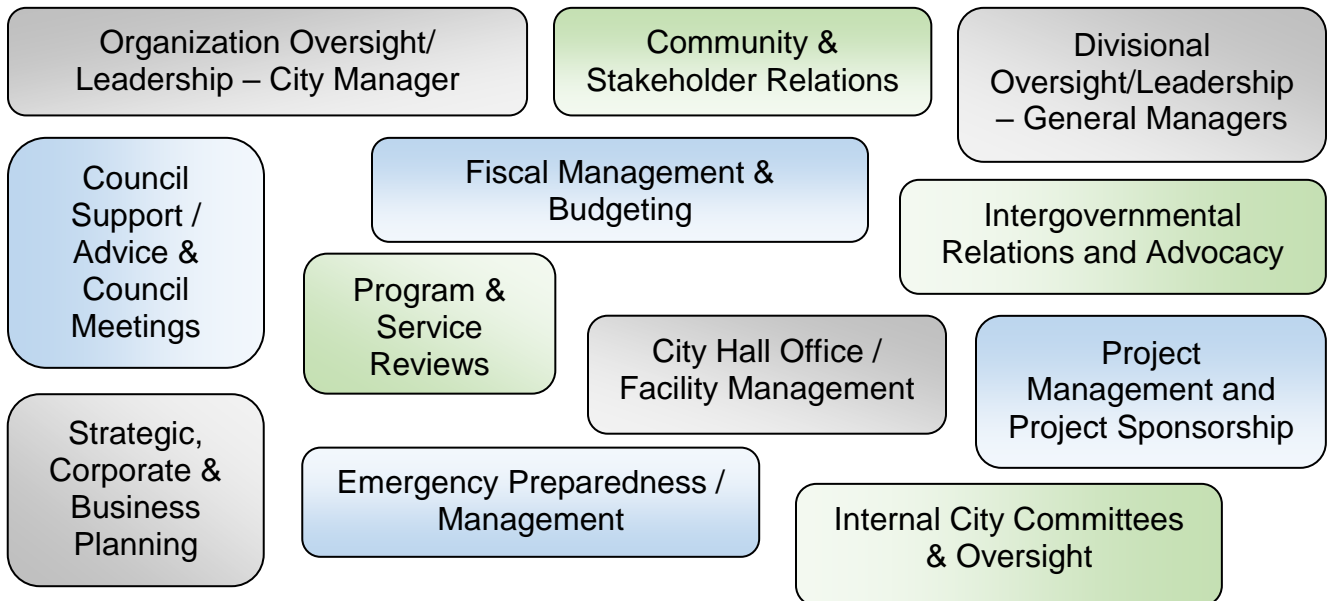 Organization Oversight/
Leadership – City Manager
Community &
Stakeholder Relations
Divisional
Oversight/Leadership
– General Managers
Council
Support /
Advice &
Council
Meetings
Fiscal Management &
Budgeting
Intergovernmental
Relations and Advocacy
Program &
Service
Reviews
City Hall Office /
Facility Management
Project
Management and
Project Sponsorship
Strategic,
Corporate &
Business
Planning
Emergency Preparedness /
Management
Internal City Committees
& Oversight